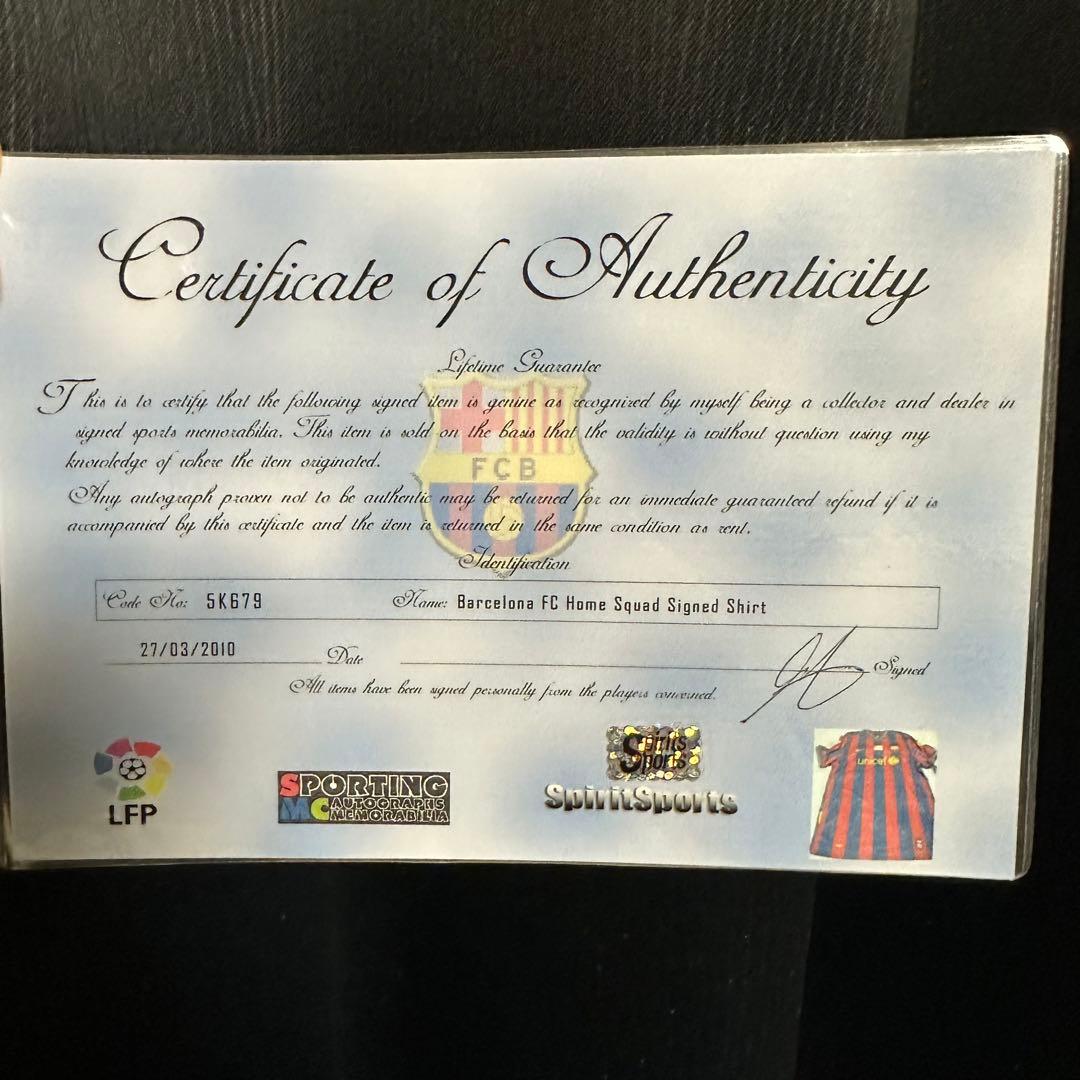 Certificate of Authenticity
Lifetime Guarantee
This is to certify that the following signed item is genine as recognized by myself being a collector and dealer in
signed sports memorabilia. This item is sold on the basis that the validity is without question using my
knowledge of where the item originated.
Any autograph proven not to be authentic may be returned for an immediate guaranteed refund if it is
accompanied by this certificate and the item is returned in the same condition as sent.
FCB
Identification
Code No: 5K679 Name: Barcelona FC Home Squad Signed Shirt
27/03/2010 Date Signed
All items have been signed personally from the players concerned.
LFP
SPORTING
MC AUTOGRAPHS
MEMORABILIA
Spirits
Sports
SpiritSports
unicef